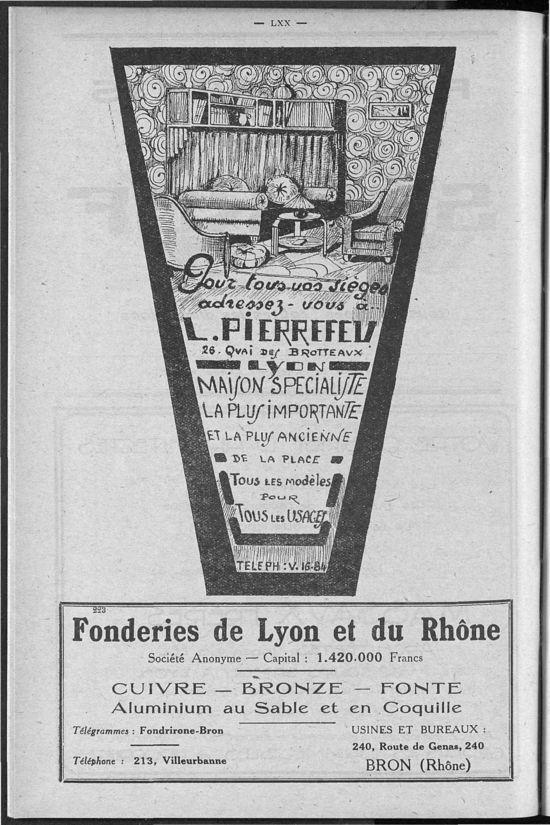 — LXX —
Pour tous vos sièges
adressez-vous à
L. PIERREFEU
26. QUAI DES BROTTEAUX
LYON
MAISON SPECIALISTE
LA PLUS IMPORTANTE
ET LA PLUS ANCIENNE
DE LA PLACE
TOUS LES MODÈLES
POUR
TOUS LES USAGES
TELEPH : V. 16-84
223
Fonderies de Lyon et du Rhône
Société Anonyme — Capital : 1.420.000 Francs
CUIVRE — BRONZE — FONTE
Aluminium au Sable et en Coquille
Télégrammes : Fondrirone-Bron
Téléphone : 213, Villeurbanne
USINES ET BUREAUX :
240, Route de Genas, 240
BRON (Rhône)